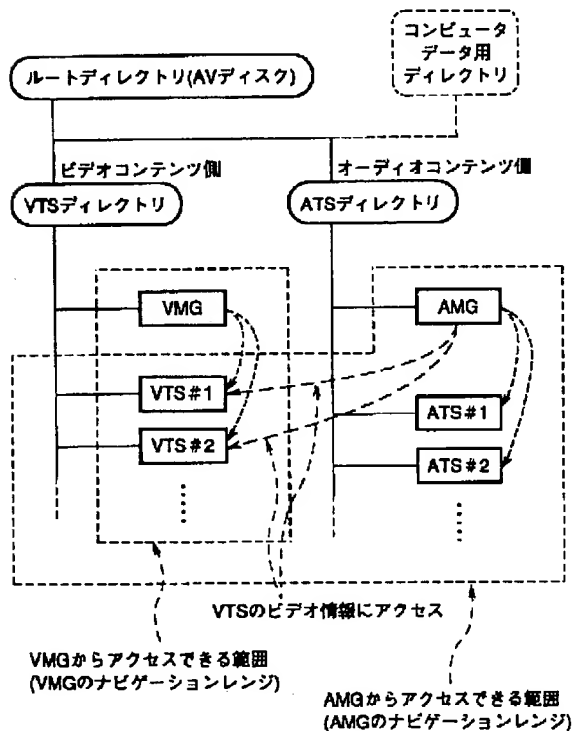 コンピュータ
データ用
ディレクトリ
ルートディレクトリ(AVディスク)
ビデオコンテンツ側
オーディオコンテンツ側
VTSディレクトリ
ATSディレクトリ
VMG
AMG
VTS#1
ATS#1
VTS#2
ATS#2
VTSのビデオ情報にアクセス
VMGからアクセスできる範囲
(VMGのナビゲーションレンジ)
AMGからアクセスできる範囲
(AMGのナビゲーションレンジ)